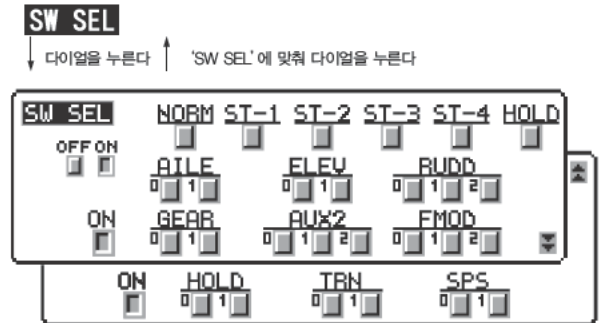 SW SEL
다이얼을 누른다 'SW SEL'에 맞춰 다이얼을 누른다
SW SEL NORM ST-1 ST-2 ST-3 ST-4 HOLD
OFF ON
AILE ELEV RUDD
0 1 0 1 0 1 2
ON GEAR AUX2 FMOD
0 1 0 1 2 0 1 2
ON HOLD TRN SPS
0 1 0 1 0 1